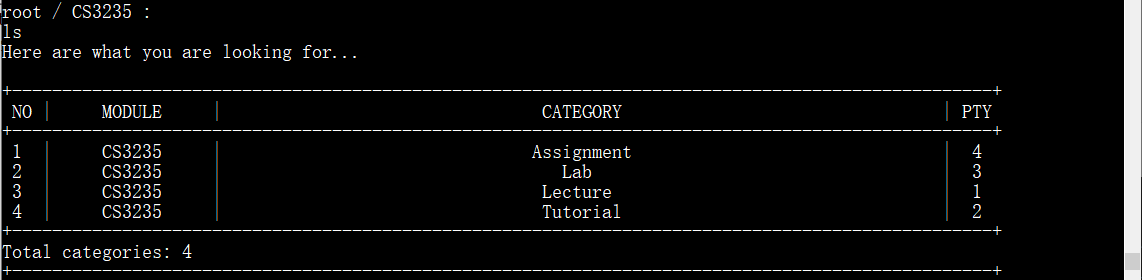 root / CS3235 :
ls
Here are what you are looking for...
NO | MODULE | CATEGORY | PTY
1 | CS3235 | Assignment | 4
2 | CS3235 | Lab | 3
3 | CS3235 | Lecture | 1
4 | CS3235 | Tutorial | 2
Total categories: 4